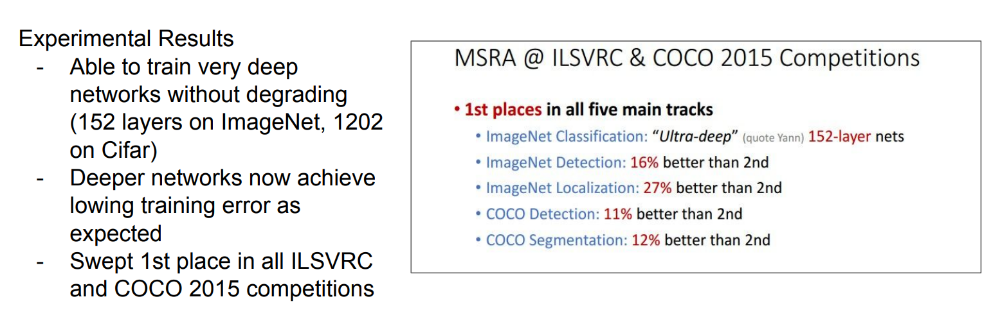 Experimental Results
- Able to train very deep
networks without degrading
(152 layers on ImageNet, 1202
on Cifar)
- Deeper networks now achieve
lowing training error as
expected
- Swept 1st place in all ILSVRC
and COCO 2015 competitions
MSRA @ ILSVRC & COCO 2015 Competitions
• 1st places in all five main tracks
• ImageNet Classification: “Ultra-deep” (quote Yann) 152-layer nets
• ImageNet Detection: 16% better than 2nd
• ImageNet Localization: 27% better than 2nd
• COCO Detection: 11% better than 2nd
• COCO Segmentation: 12% better than 2nd